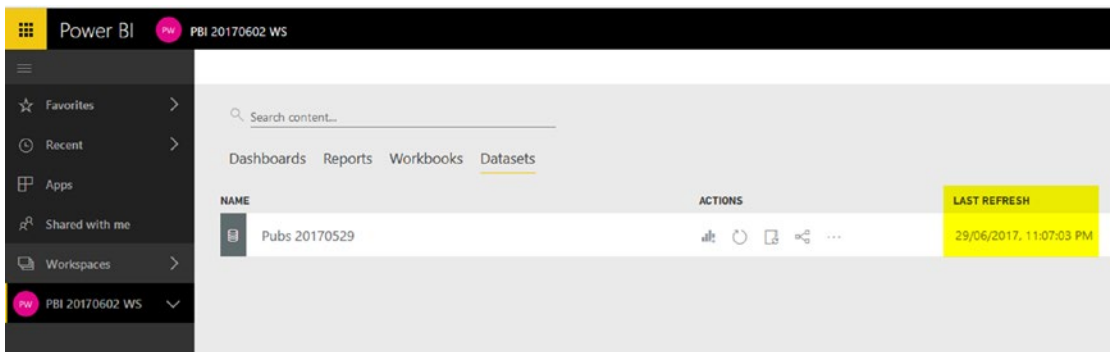 Power BI PW PBI 20170602 WS
Favorites
Recent
Apps
Shared with me
Workspaces
PW PBI 20170602 WS
Search content...
Dashboards Reports Workbooks Datasets
NAME ACTIONS LAST REFRESH
Pubs 20170529 29/06/2017, 11:07:03 PM